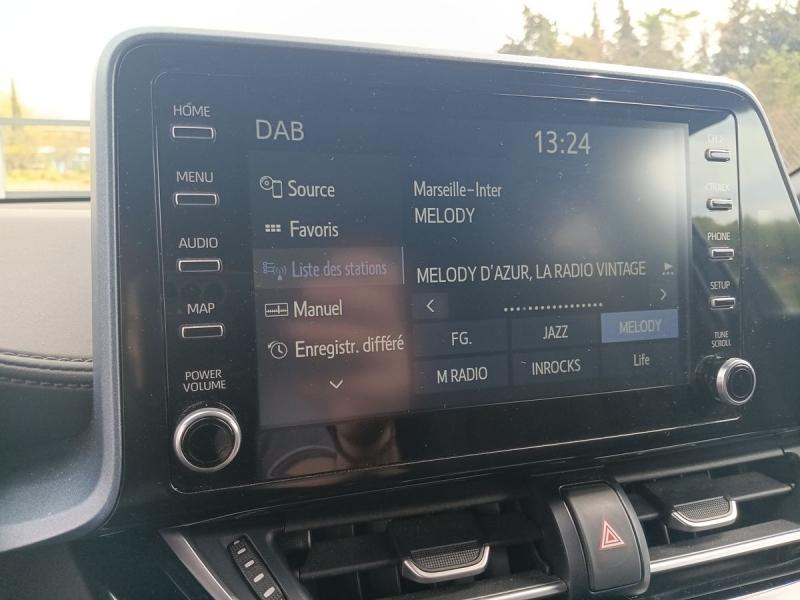 HOME
MENU
AUDIO
MAP
POWER
VOLUME
DAB
13:24
Source
Favoris
Liste des stations
Manuel
Enregistr. différé
Marseille-Inter
MELODY
MELODY D'AZUR, LA RADIO VINTAGE
FG.
JAZZ
MELODY
M RADIO
INROCKS
Life
TRACK
PHONE
SETUP
TUNE
SCROLL